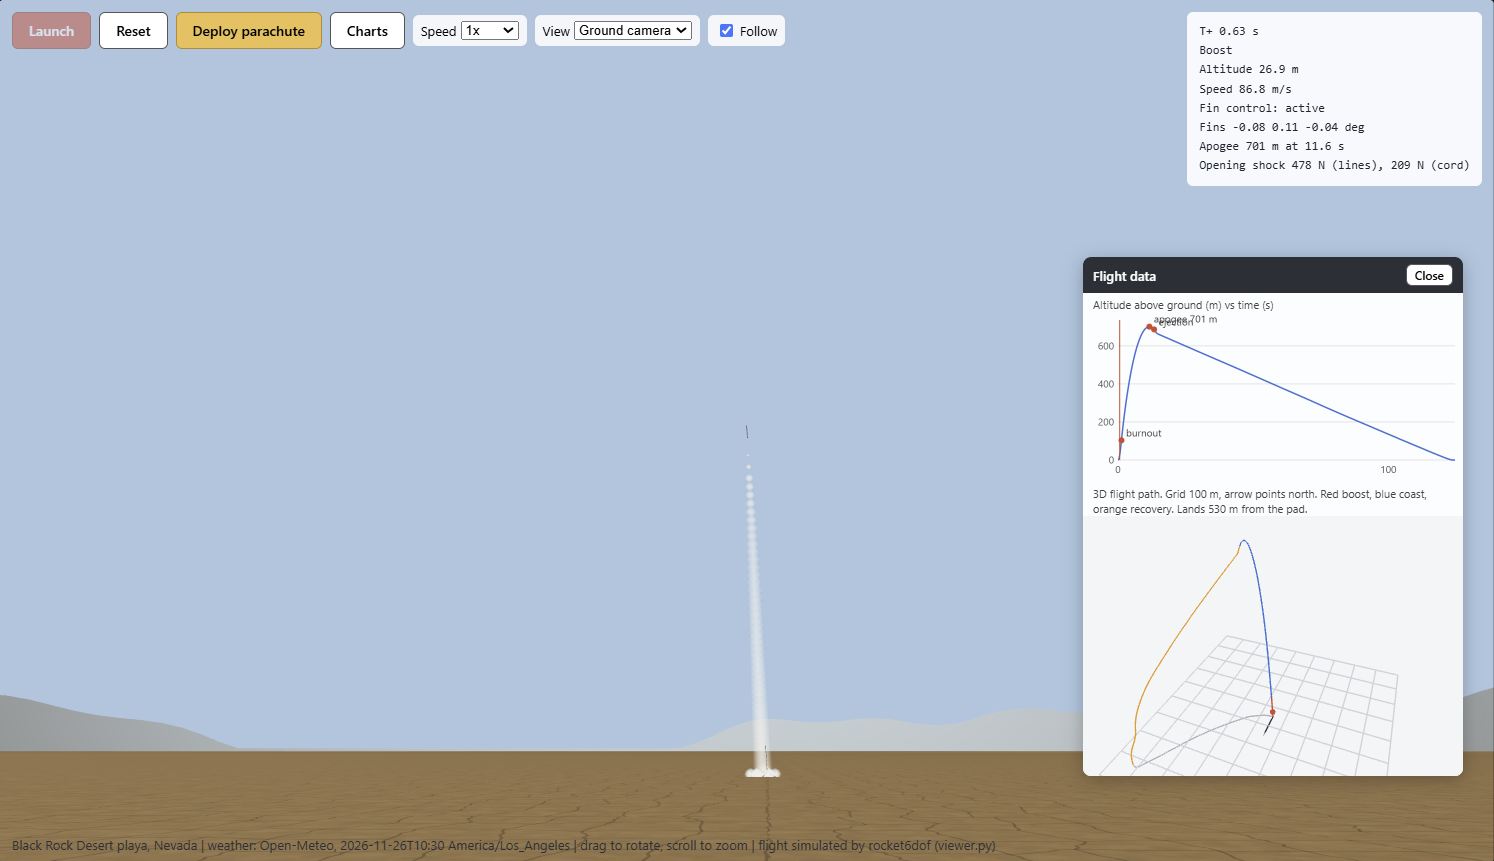 Launch Reset Deploy parachute Charts Speed 1x View Ground camera Follow
T+ 0.63 s
Boost
Altitude 26.9 m
Speed 86.8 m/s
Fin control: active
Fins -0.08 0.11 -0.04 deg
Apogee 701 m at 11.6 s
Opening shock 478 N (lines), 209 N (cord)
Flight data Close
Altitude above ground (m) vs time (s)
apogee 701 m
ejection
600
400
200
burnout
0
0 100
3D flight path. Grid 100 m, arrow points north. Red boost, blue coast,
orange recovery. Lands 530 m from the pad.
Black Rock Desert playa, Nevada | weather: Open-Meteo, 2026-11-26T10:30 America/Los_Angeles | drag to rotate, scroll to zoom | flight simulated by rocket6dof (viewer.py)